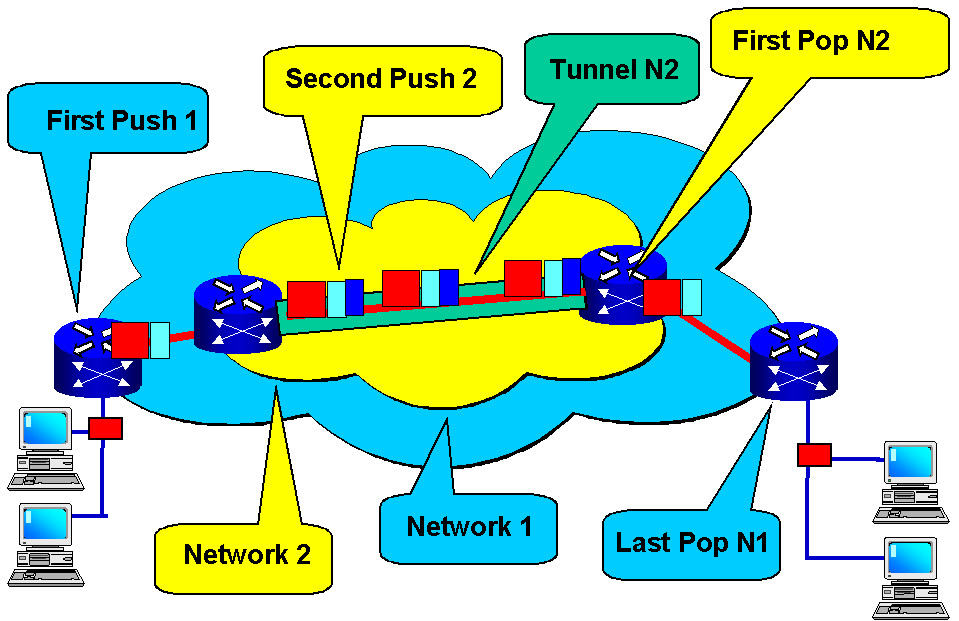 First Push 1
Second Push 2
Tunnel N2
First Pop N2
Network 2
Network 1
Last Pop N1